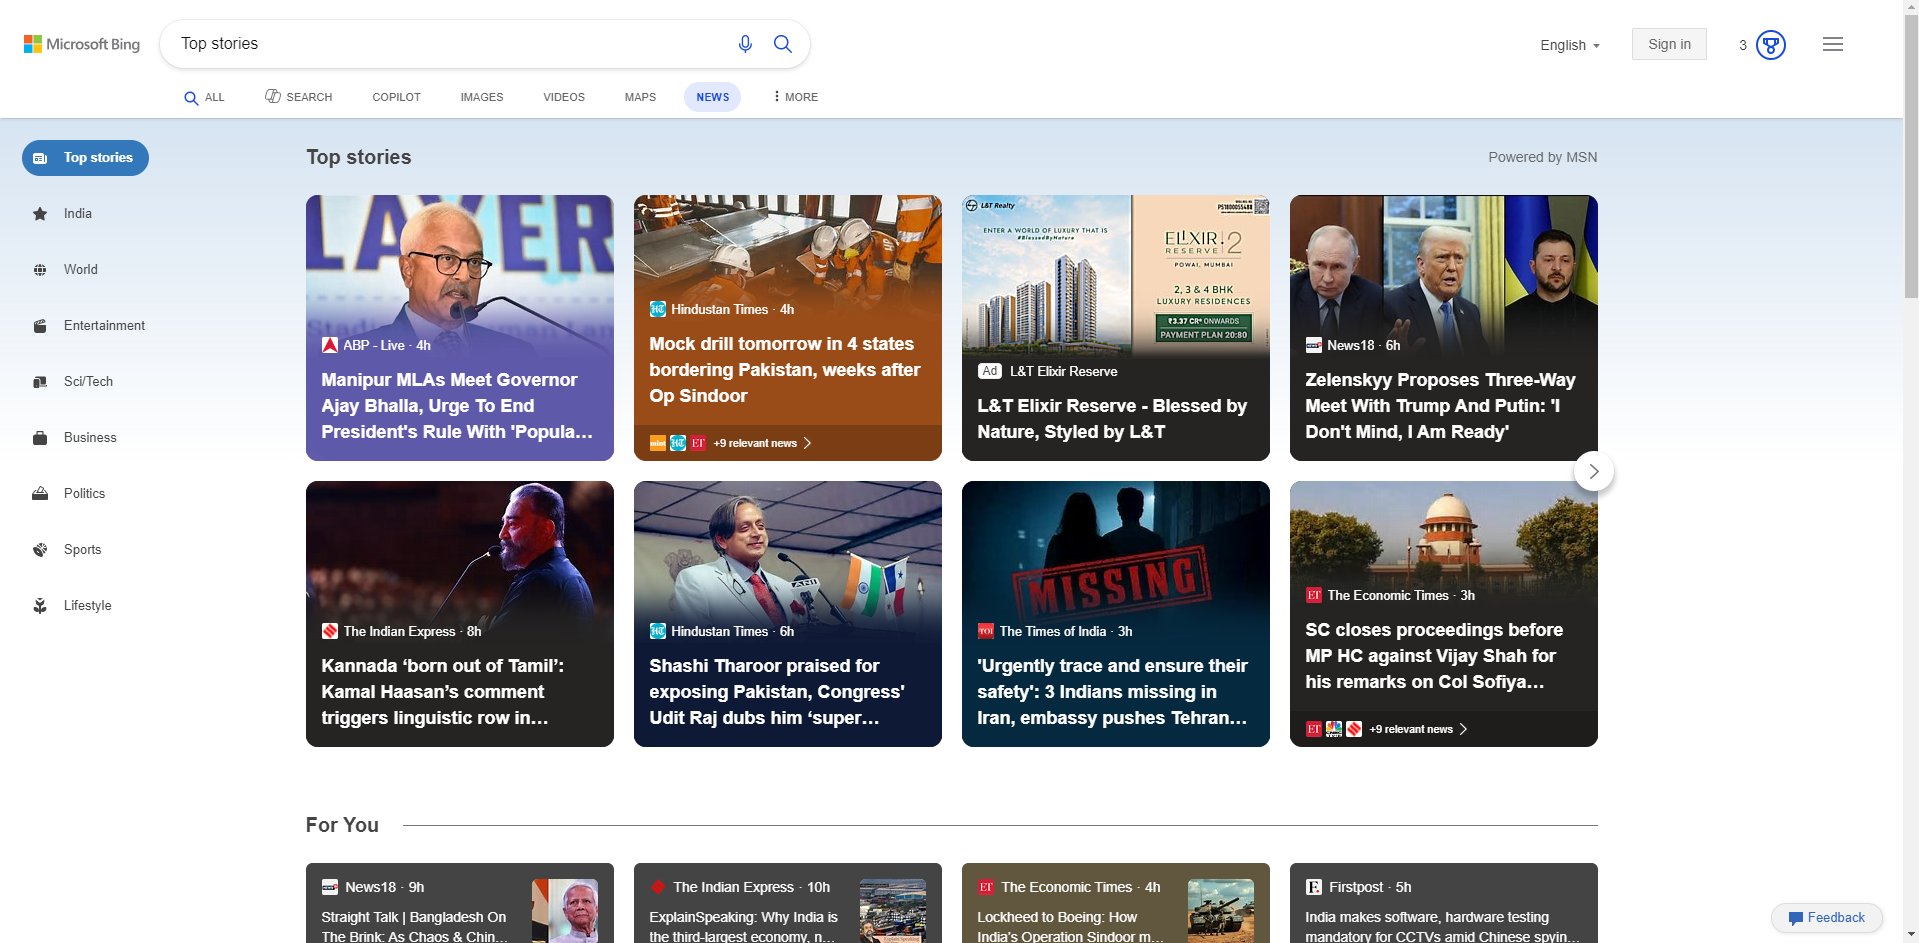 Microsoft Bing
Top stories
English
Sign in
3
ALL
SEARCH
COPILOT
IMAGES
VIDEOS
MAPS
NEWS
MORE
Top stories
India
World
Entertainment
Sci/Tech
Business
Politics
Sports
Lifestyle
Top stories
Powered by MSN
LAYER
ABP - Live · 4h
Manipur MLAs Meet Governor
Ajay Bhalla, Urge To End
President's Rule With 'Popula...
Hindustan Times · 4h
Mock drill tomorrow in 4 states
bordering Pakistan, weeks after
Op Sindoor
+9 relevant news
L&T Realty
ENTER A WORLD OF LUXURY THAT IS
#BlessedByNature
ELIXIR
RESERVE 2
POWAI, MUMBAI
2, 3 & 4 BHK
LUXURY RESIDENCES
₹3.37 CR* ONWARDS
PAYMENT PLAN 20:80
Ad L&T Elixir Reserve
L&T Elixir Reserve - Blessed by
Nature, Styled by L&T
News18 · 6h
Zelenskyy Proposes Three-Way
Meet With Trump And Putin: 'I
Don't Mind, I Am Ready'
The Indian Express · 8h
Kannada ‘born out of Tamil’:
Kamal Haasan’s comment
triggers linguistic row in...
ANI
Hindustan Times · 6h
Shashi Tharoor praised for
exposing Pakistan, Congress'
Udit Raj dubs him ‘super...
MISSING
The Times of India · 3h
'Urgently trace and ensure their
safety': 3 Indians missing in
Iran, embassy pushes Tehran...
The Economic Times · 3h
SC closes proceedings before
MP HC against Vijay Shah for
his remarks on Col Sofiya...
+9 relevant news
For You
News18 · 9h
Straight Talk | Bangladesh On
The Brink: As Chaos & Chin...
The Indian Express · 10h
ExplainSpeaking: Why India is
the third-largest economy, n...
The Economic Times · 4h
Lockheed to Boeing: How
India's Operation Sindoor m...
Firstpost · 5h
India makes software, hardware testing
mandatory for CCTVs amid Chinese spyin...
Feedback